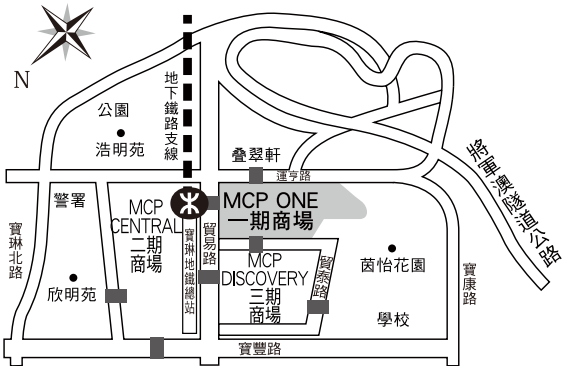 N
地下鐵路支線
公園
浩明苑
疊翠軒
運亨路
將軍澳隧道公路
警署
MCP
CENTRAL
二期
商場
MCP ONE
一期商場
寶琳北路
寶琳地鐵總站
貿易路
MCP
DISCOVERY
三期
商場
貿泰路
茵怡花園
寶康路
欣明苑
學校
寶豐路